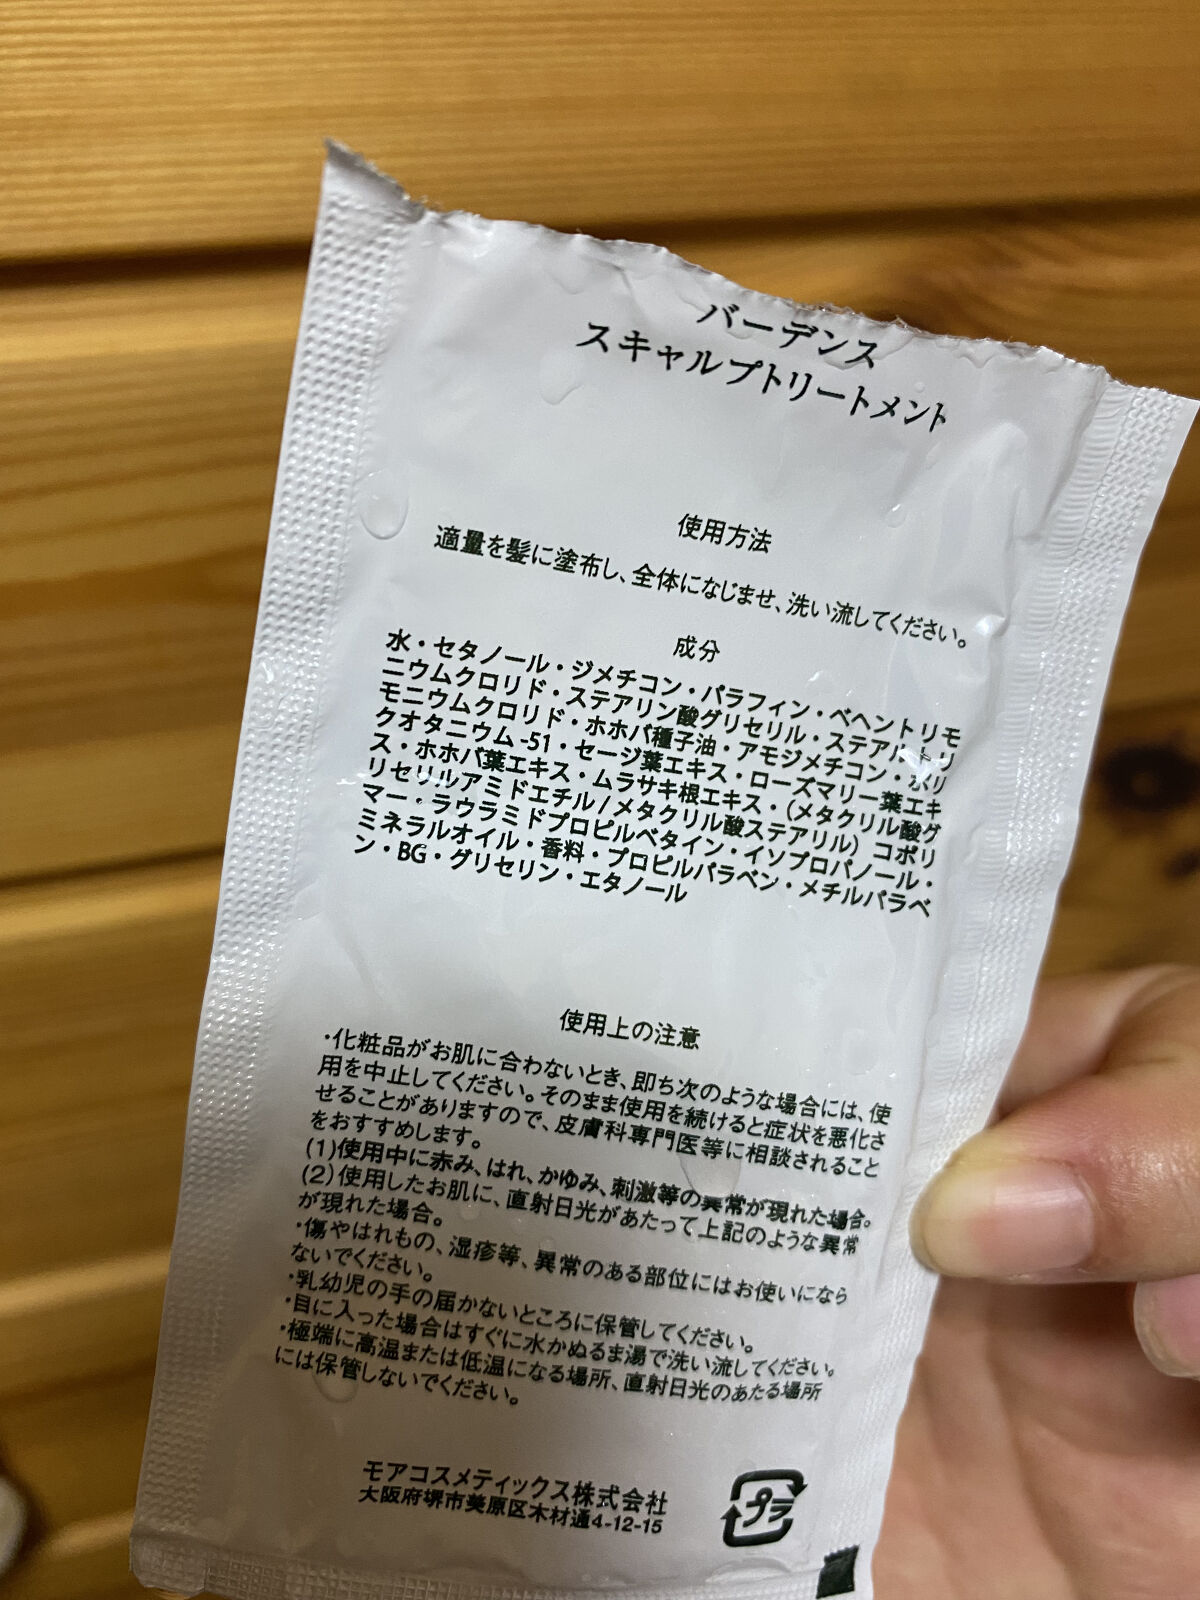 バーデンス
スキャルプトリートメント
使用方法
適量を髪に塗布し、全体になじませ、洗い流してください。
成分
水・セタノール・ジメチコン・パラフィン・ベヘントリモ
ニウムクロリド・ステアリン酸グリセリル・ステアルトリ
モニウムクロリド・ホホバ種子油・アモジメチコン・ポリ
クオタニウム-51・セージ葉エキス・ローズマリー葉エキ
ス・ホホバ葉エキス・ムラサキ根エキス・(メタクリル酸グ
リセリルアミドエチル/メタクリル酸ステアリル)コポリ
マー・ラウラミドプロピルベタイン・イソプロパノール・
ミネラルオイル・香料・プロピルパラベン・メチルパラベ
ン・BG・グリセリン・エタノール
使用上の注意
・化粧品がお肌に合わないとき、即ち次のような場合には、使
用を中止してください。そのまま使用を続けると症状を悪化さ
せることがありますので、皮膚科専門医等に相談されること
をおすすめします。
(1)使用中に赤み、はれ、かゆみ、刺激等の異常が現れた場合。
(2)使用したお肌に、直射日光があたって上記のような異常
が現れた場合。
・傷やはれもの、湿疹等、異常のある部位にはお使いになら
ないでください。
・乳幼児の手の届かないところに保管してください。
・目に入った場合はすぐに水かぬるま湯で洗い流してください。
・極端に高温または低温になる場所、直射日光のあたる場所
には保管しないでください。
モアコスメティックス株式会社
大阪府堺市美原区木材通4-12-15
プラ